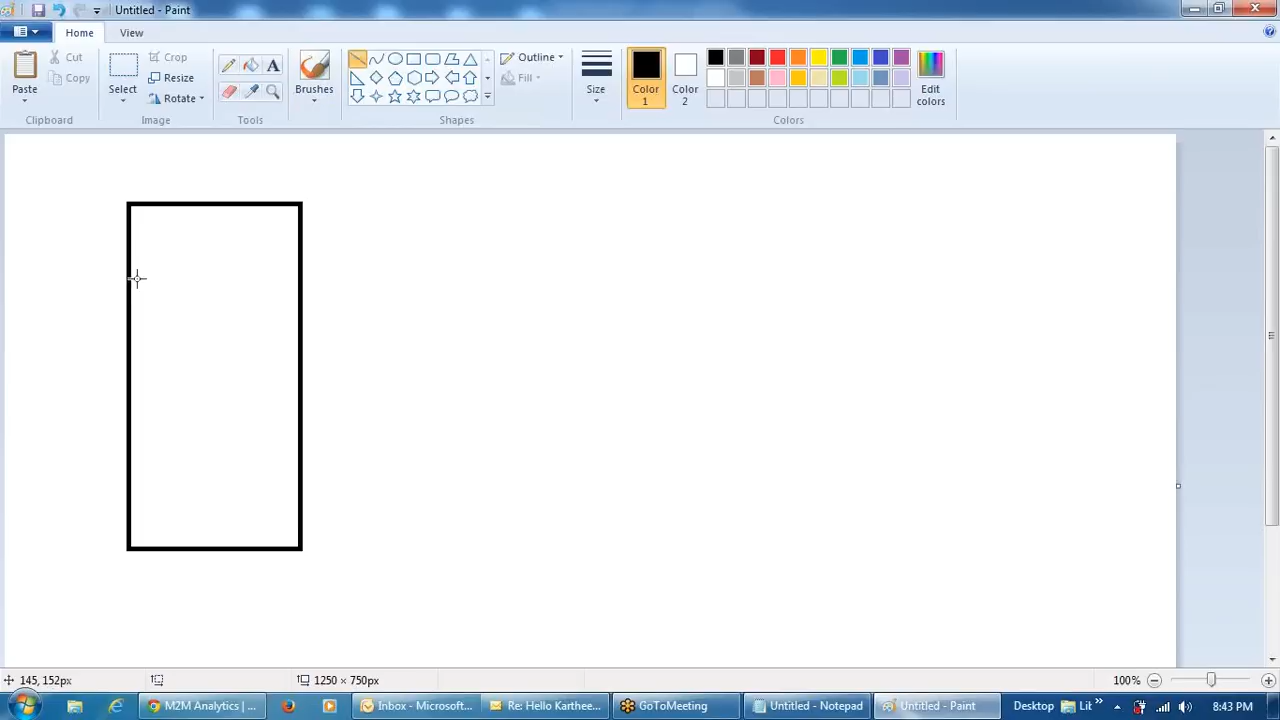 Untitled - Paint
Home View
Paste
Cut
Copy
Clipboard
Select
Crop
Resize
Rotate
Image
A
Tools
Brushes
Outline
Fill
Shapes
Size
Color 1
Color 2
Edit colors
Colors
145, 152px
1250 × 750px
100%
M2M Analytics | ...
Inbox - Microsoft...
Re: Hello Karthee...
GoToMeeting
Untitled - Notepad
Untitled - Paint
Desktop
Lit »
8:43 PM